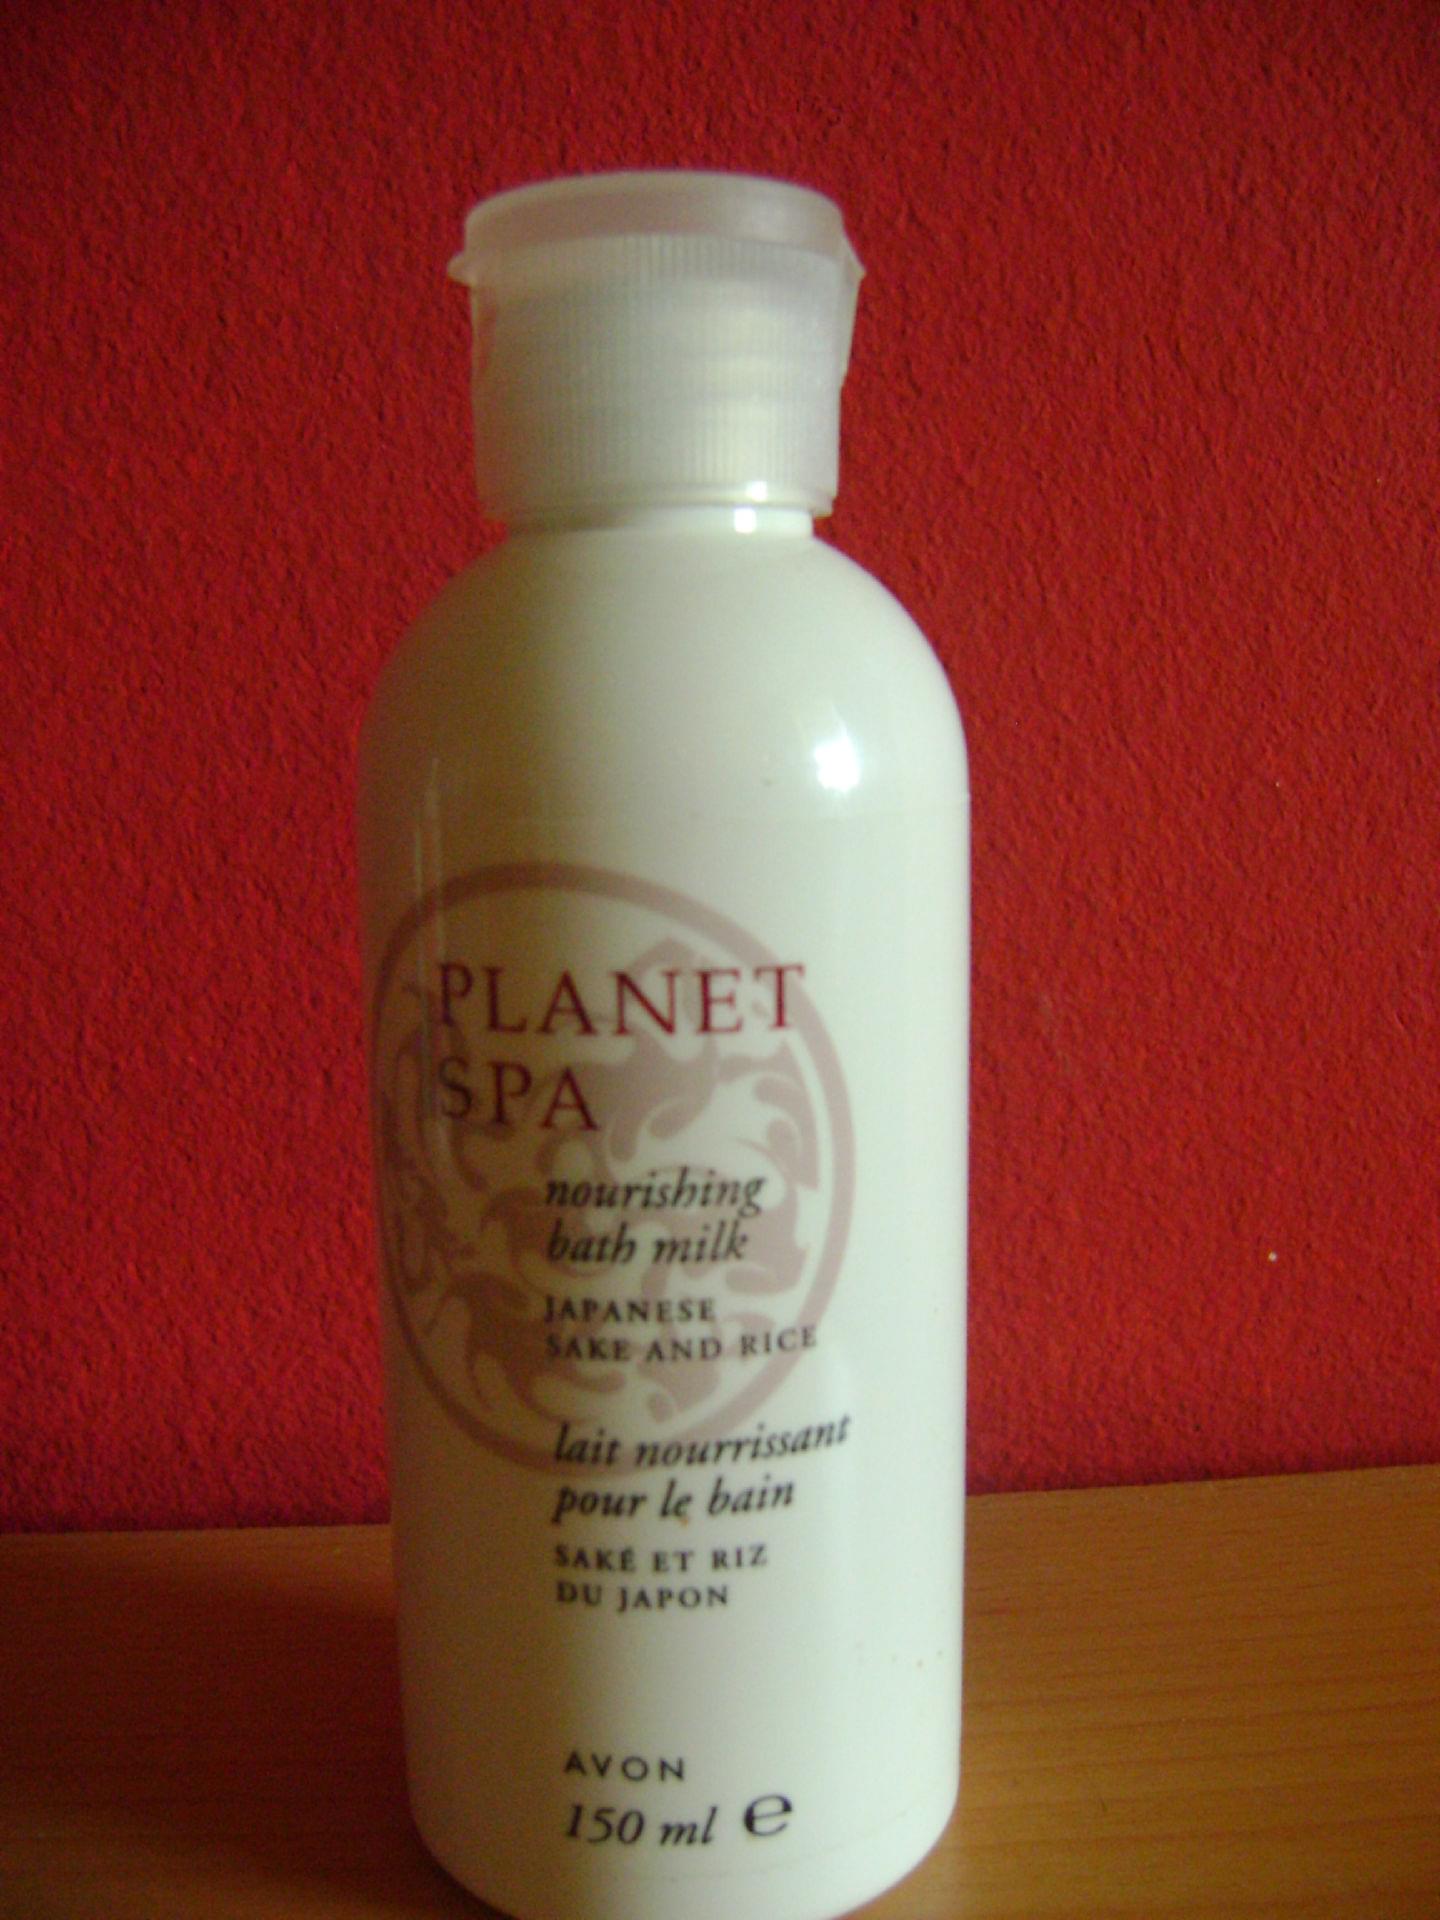 PLANET
SPA
nourishing
bath milk
JAPANESE
SAKE AND RICE
lait nourrissant
pour le bain
SAKÉ ET RIZ
DU JAPON
AVON
150 ml ℮